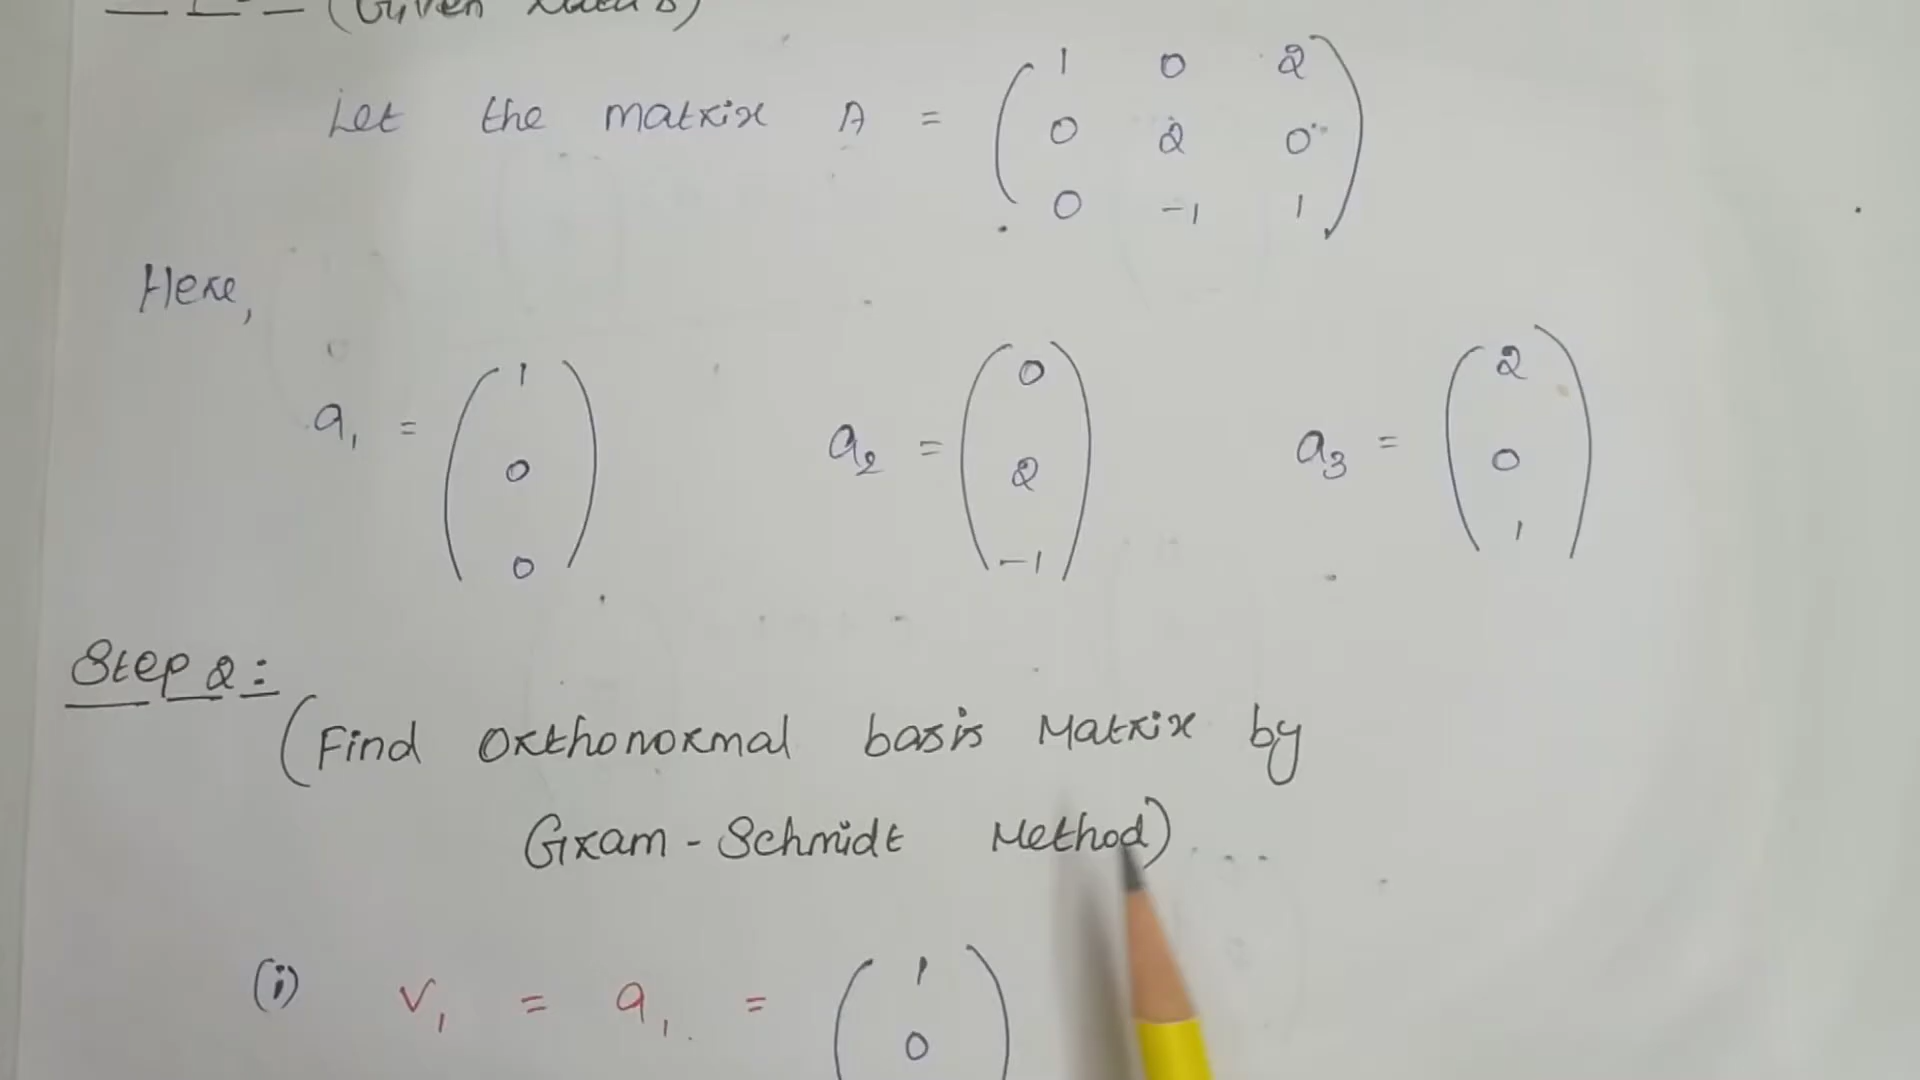 (Given
Let the matrix A = ( 1 0 2
0 2 0
0 -1 1 )
Here,
a₁ = ( 1
0
0 )
a₂ = ( 0
2
-1 )
a₃ = ( 2
0
1 )
Step 2:
(Find Orthonormal basis Matrix by
Gram - Schmidt Method)
(i) v₁ = a₁ = ( 1
0